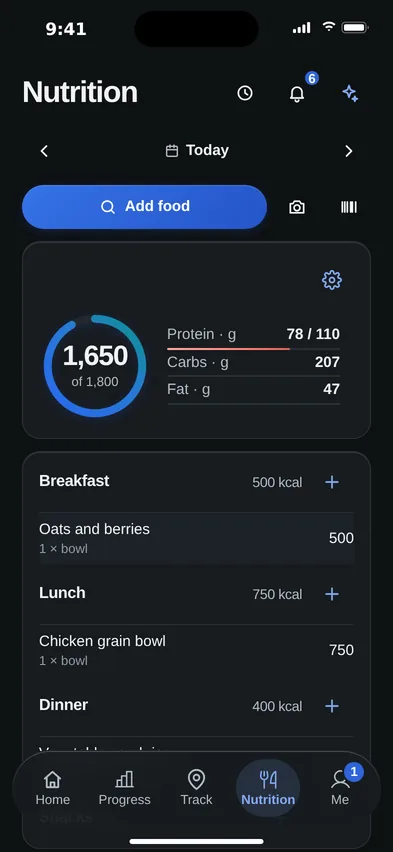 9:41
Nutrition
6
Today
Add food
1,650
of 1,800
Protein · g 78 / 110
Carbs · g 207
Fat · g 47
Breakfast 500 kcal
Oats and berries 500
1 × bowl
Lunch 750 kcal
Chicken grain bowl 750
1 × bowl
Dinner 400 kcal
Home Progress Track Nutrition Me 1